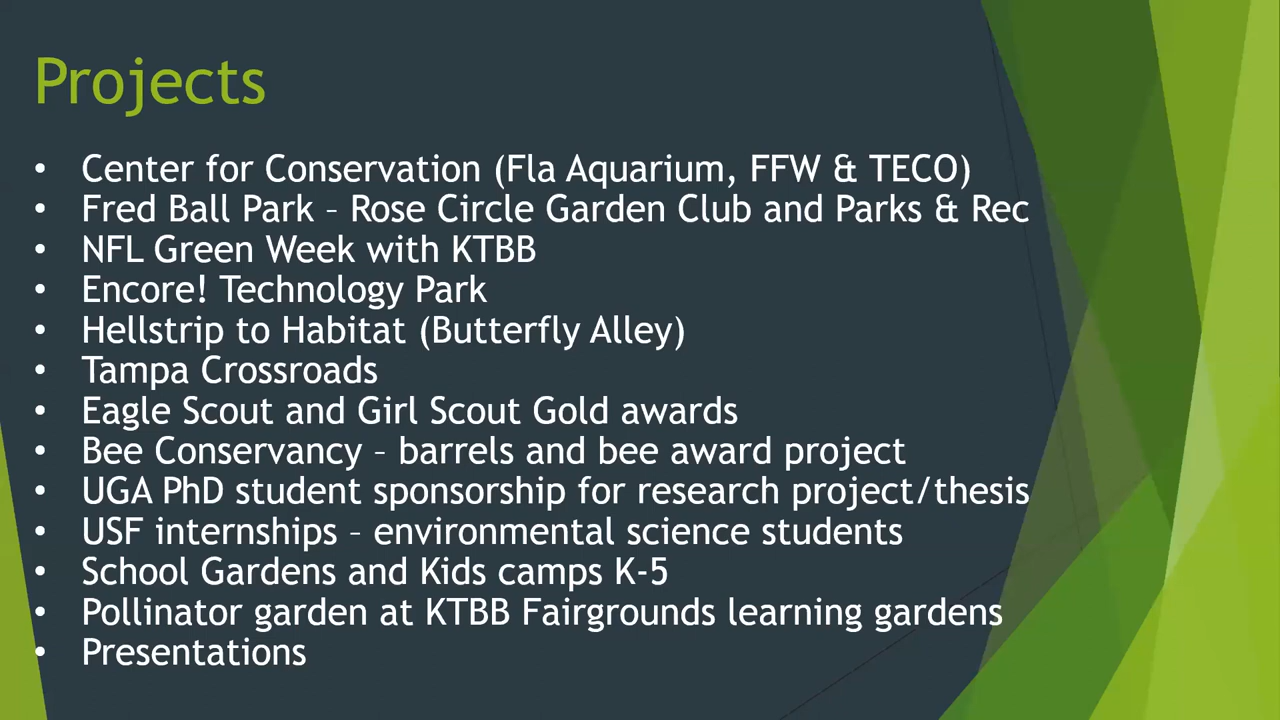 Projects
• Center for Conservation (Fla Aquarium, FFW & TECO)
• Fred Ball Park – Rose Circle Garden Club and Parks & Rec
• NFL Green Week with KTBB
• Encore! Technology Park
• Hellstrip to Habitat (Butterfly Alley)
• Tampa Crossroads
• Eagle Scout and Girl Scout Gold awards
• Bee Conservancy – barrels and bee award project
• UGA PhD student sponsorship for research project/thesis
• USF internships – environmental science students
• School Gardens and Kids camps K-5
• Pollinator garden at KTBB Fairgrounds learning gardens
• Presentations